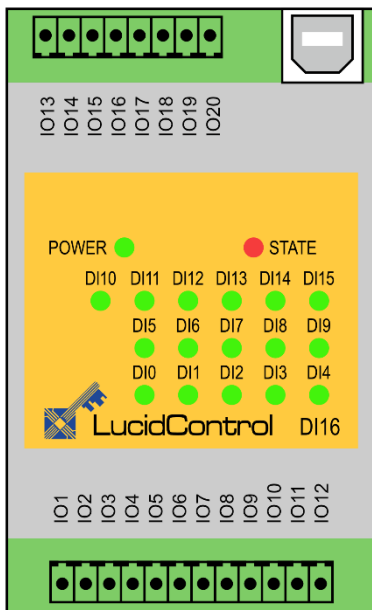 IO13 IO14 IO15 IO16 IO17 IO18 IO19 IO20
POWER STATE
DI10 DI11 DI12 DI13 DI14 DI15
DI5 DI6 DI7 DI8 DI9
DI0 DI1 DI2 DI3 DI4
LucidControl DI16
IO1 IO2 IO3 IO4 IO5 IO6 IO7 IO8 IO9 IO10 IO11 IO12